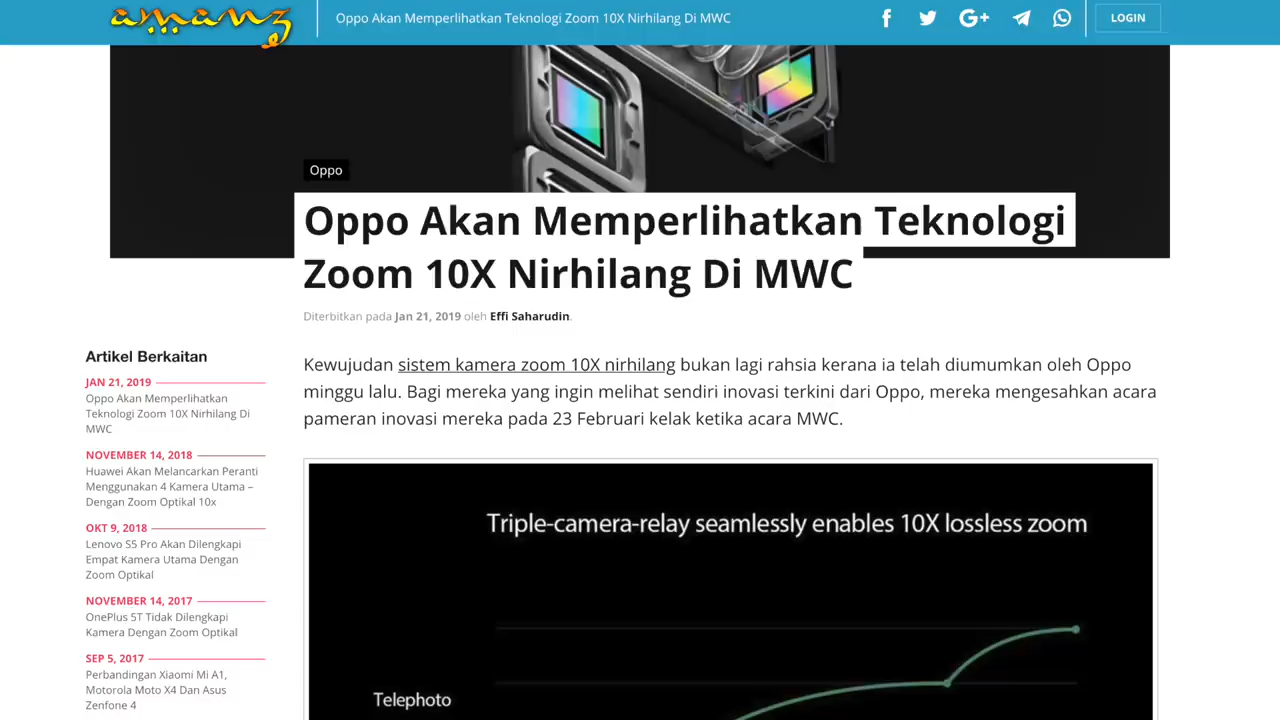 amanz
Oppo Akan Memperlihatkan Teknologi Zoom 10X Nirhilang Di MWC
G+
LOGIN
Oppo
Oppo Akan Memperlihatkan Teknologi
Zoom 10X Nirhilang Di MWC
Diterbitkan pada Jan 21, 2019 oleh Effi Saharudin.
Artikel Berkaitan
JAN 21, 2019
Oppo Akan Memperlihatkan
Teknologi Zoom 10X Nirhilang Di
MWC
NOVEMBER 14, 2018
Huawei Akan Melancarkan Peranti
Menggunakan 4 Kamera Utama –
Dengan Zoom Optikal 10x
OKT 9, 2018
Lenovo S5 Pro Akan Dilengkapi
Empat Kamera Utama Dengan
Zoom Optikal
NOVEMBER 14, 2017
OnePlus 5T Tidak Dilengkapi
Kamera Dengan Zoom Optikal
SEP 5, 2017
Perbandingan Xiaomi Mi A1,
Motorola Moto X4 Dan Asus
Zenfone 4
Kewujudan sistem kamera zoom 10X nirhilang bukan lagi rahsia kerana ia telah diumumkan oleh Oppo
minggu lalu. Bagi mereka yang ingin melihat sendiri inovasi terkini dari Oppo, mereka mengesahkan acara
pameran inovasi mereka pada 23 Februari kelak ketika acara MWC.
Triple-camera-relay seamlessly enables 10X lossless zoom
Telephoto